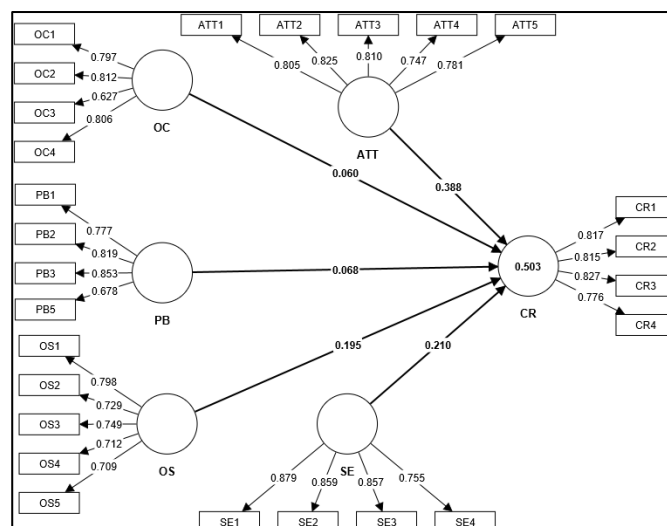 ATT1 ATT2 ATT3 ATT4 ATT5
OC1
OC2
OC3
OC4
0.797
0.812
0.627
0.806
OC
0.805
0.825
0.810
0.747
0.781
ATT
0.060
0.388
PB1
PB2
PB3
PB5
0.777
0.819
0.853
0.678
PB
0.068
0.503
CR
CR1
CR2
CR3
CR4
0.817
0.815
0.827
0.776
OS1
OS2
OS3
OS4
OS5
0.798
0.729
0.749
0.712
0.709
OS
0.195
0.210
SE
0.879
0.859
0.857
0.755
SE1 SE2 SE3 SE4